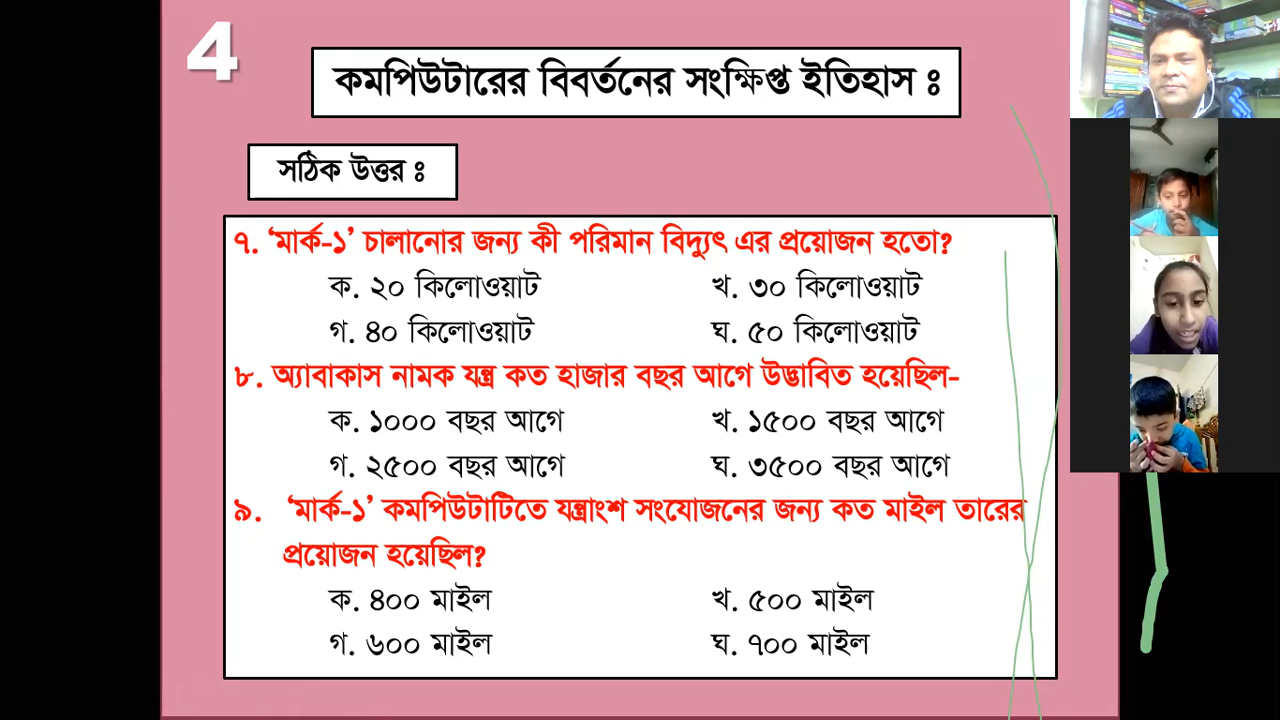 4
কমপিউটারের বিবর্তনের সংক্ষিপ্ত ইতিহাস ঃ
সঠিক উত্তর ঃ
৭. ‘মার্ক-১’ চালানোর জন্য কী পরিমান বিদ্যুৎ এর প্রয়োজন হতো?
ক. ২০ কিলোওয়াট খ. ৩০ কিলোওয়াট
গ. ৪০ কিলোওয়াট ঘ. ৫০ কিলোওয়াট
৮. অ্যাবাকাস নামক যন্ত্র কত হাজার বছর আগে উদ্ভাবিত হয়েছিল-
ক. ১০০০ বছর আগে খ. ১৫০০ বছর আগে
গ. ২৫০০ বছর আগে ঘ. ৩৫০০ বছর আগে
৯. ‘মার্ক-১’ কমপিউটাটিতে যন্ত্রাংশ সংযোজনের জন্য কত মাইল তারের
প্রয়োজন হয়েছিল?
ক. ৪০০ মাইল খ. ৫০০ মাইল
গ. ৬০০ মাইল ঘ. ৭০০ মাইল